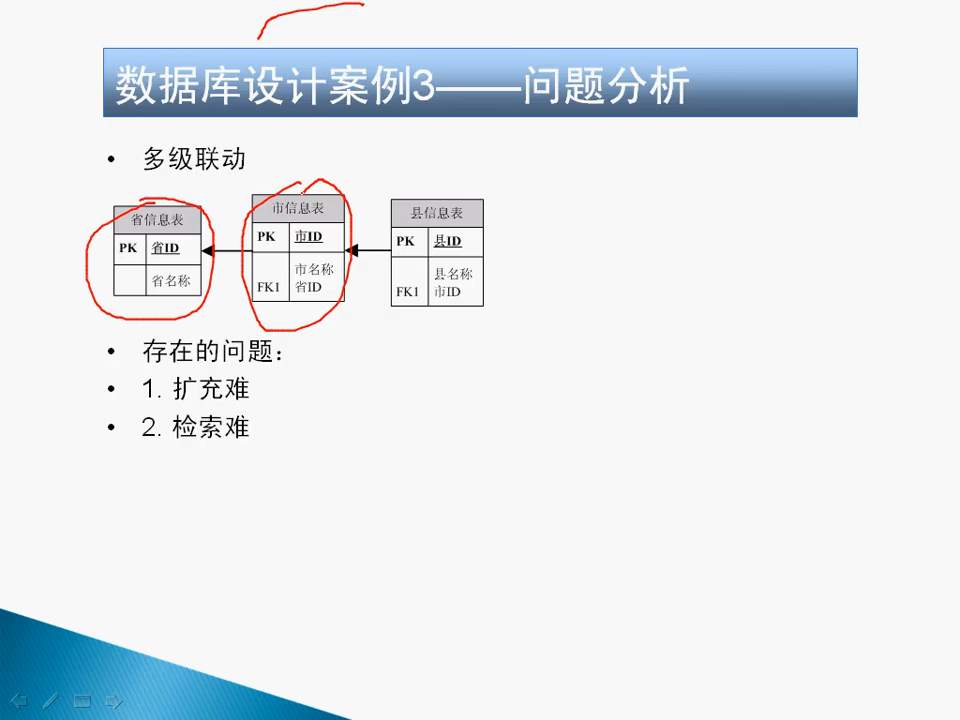 数据库设计案例3——问题分析
• 多级联动
省信息表
PK 省ID
省名称
市信息表
PK 市ID
市名称
FK1 省ID
县信息表
PK 县ID
县名称
FK1 市ID
• 存在的问题：
• 1. 扩充难
• 2. 检索难